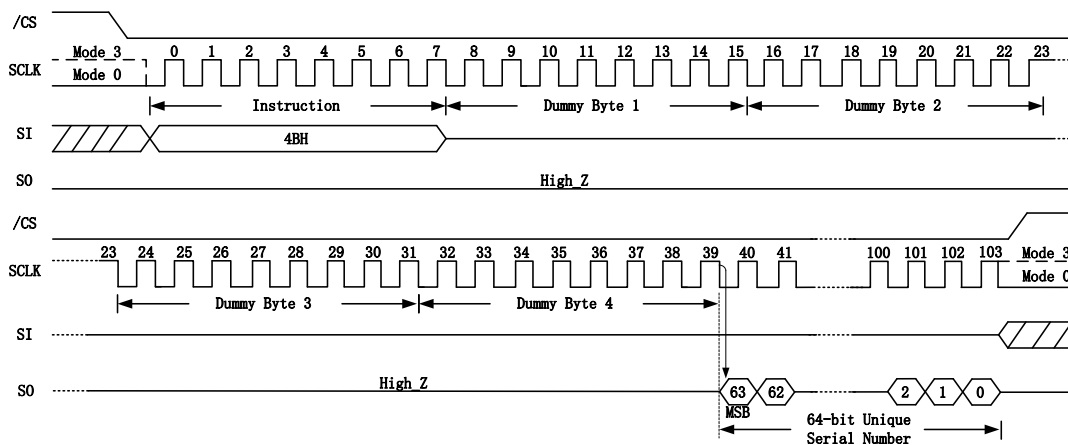 /CS
Mode 3 0 1 2 3 4 5 6 7 8 9 10 11 12 13 14 15 16 17 18 19 20 21 22 23
SCLK Mode 0
Instruction Dummy Byte 1 Dummy Byte 2
SI 4BH
SO High_Z
/CS
23 24 25 26 27 28 29 30 31 32 33 34 35 36 37 38 39 40 41 100 101 102 103 Mode 3
SCLK Mode 0
Dummy Byte 3 Dummy Byte 4
SI
SO High_Z 63 62 2 1 0
MSB
64-bit Unique
Serial Number